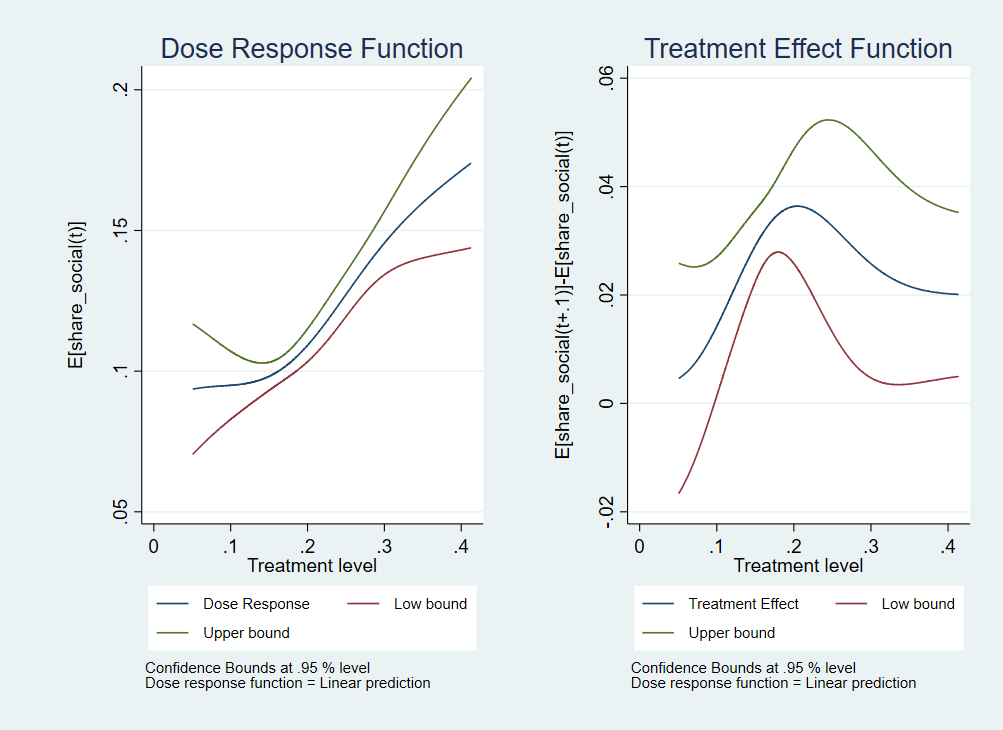 Dose Response Function
E[share_social(t)]
.2
.15
.1
.05
0 .1 .2 .3 .4
Treatment level
Dose Response
Low bound
Upper bound
Confidence Bounds at .95 % level
Dose response function = Linear prediction
Treatment Effect Function
E[share_social(t+.1)]-E[share_social(t)]
.06
.04
.02
0
-.02
0 .1 .2 .3 .4
Treatment level
Treatment Effect
Low bound
Upper bound
Confidence Bounds at .95 % level
Dose response function = Linear prediction